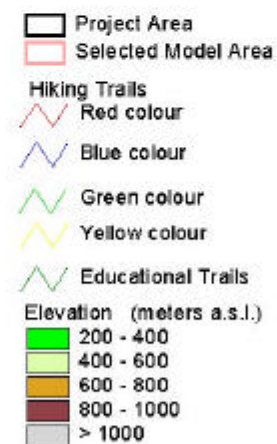 Project Area
Selected Model Area
Hiking Trails
Red colour
Blue colour
Green colour
Yellow colour
Educational Trails
Elevation (meters a.s.l.)
200 - 400
400 - 600
600 - 800
800 - 1000
> 1000